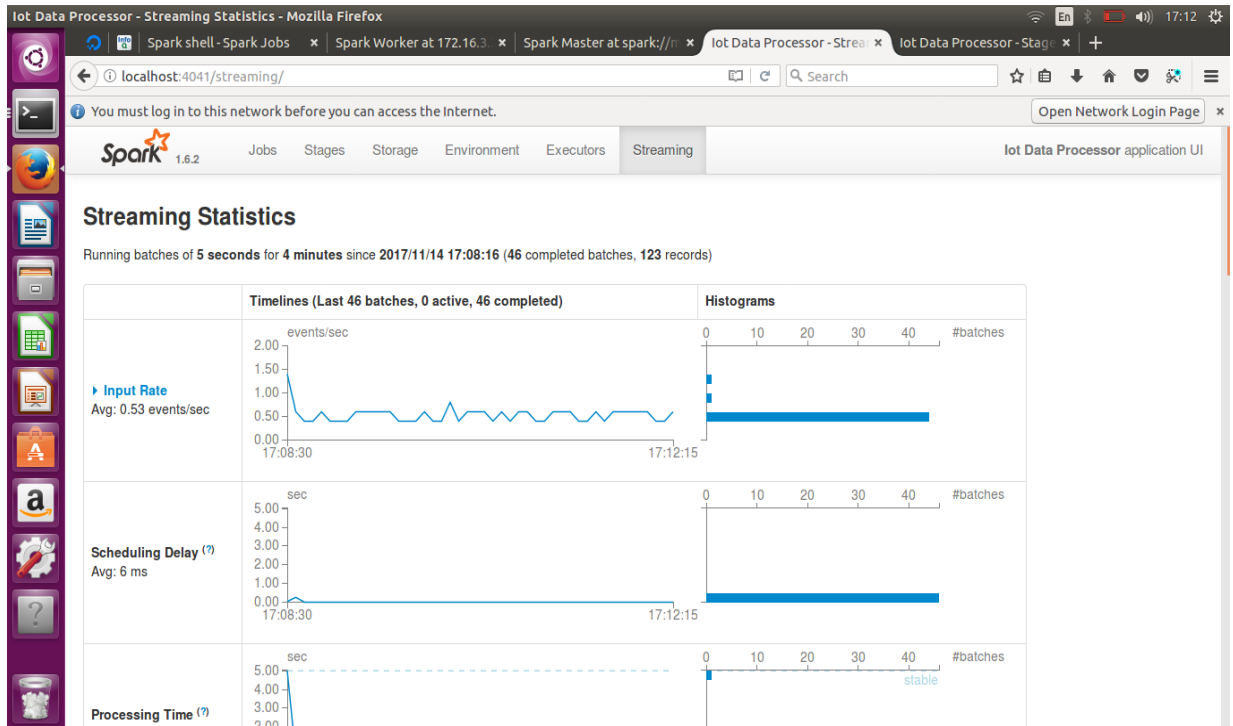 Iot Data Processor - Streaming Statistics - Mozilla Firefox
En
17:12
Spark shell - Spark Jobs
Spark Worker at 172.16.3.
Spark Master at spark://
Iot Data Processor - Strea
Iot Data Processor - Stage
localhost:4041/streaming/
Search
You must log in to this network before you can access the Internet.
Open Network Login Page
Spark 1.6.2
Jobs
Stages
Storage
Environment
Executors
Streaming
Iot Data Processor application UI
Streaming Statistics
Running batches of 5 seconds for 4 minutes since 2017/11/14 17:08:16 (46 completed batches, 123 records)
Timelines (Last 46 batches, 0 active, 46 completed)
Histograms
Input Rate
Avg: 0.53 events/sec
events/sec
2.00
1.50
1.00
0.50
0.00
17:08:30
17:12:15
0 10 20 30 40 #batches
Scheduling Delay (?)
Avg: 6 ms
sec
5.00
4.00
3.00
2.00
1.00
0.00
17:08:30
17:12:15
0 10 20 30 40 #batches
Processing Time (?)
sec
5.00
4.00
3.00
2.00
0 10 20 30 40 #batches
stable